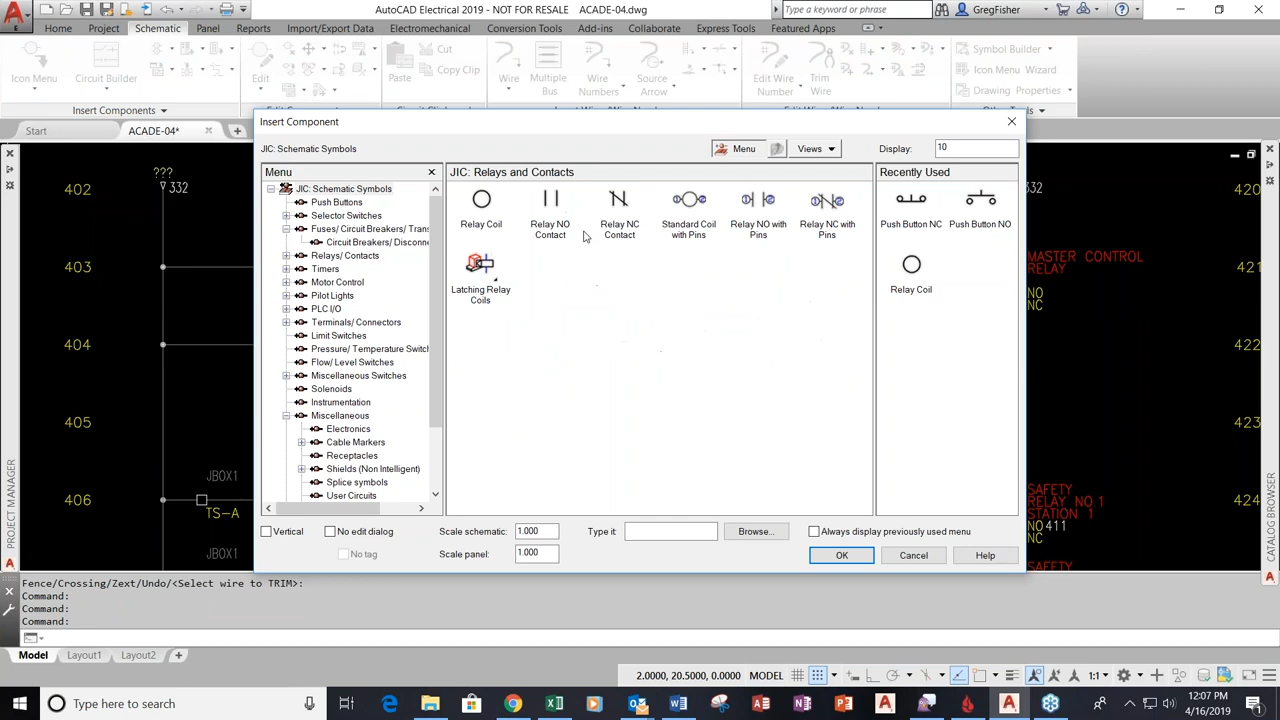 AutoCAD Electrical 2019 - NOT FOR RESALE ACADE-04.dwg
Type a keyword or phrase
GregFisher
Home Project Schematic Panel Reports Import/Export Data Electromechanical Conversion Tools Add-ins Collaborate Express Tools Featured Apps
Icon Menu
Circuit Builder
Edit
Paste
Cut
Copy Clip
Wire
Multiple
Bus
Wire
Numbers
Source
Arrow
Edit Wire
Number
Trim
Wire
Symbol Builder
Icon Menu Wizard
Drawing Properties
Insert Components
Start
ACADE-04*
Insert Component
JIC: Schematic Symbols
Menu
Views
Display:
10
Menu
JIC: Schematic Symbols
Push Buttons
Selector Switches
Fuses/ Circuit Breakers/ Trans
Circuit Breakers/ Disconne
Relays/ Contacts
Timers
Motor Control
Pilot Lights
PLC I/O
Terminals/ Connectors
Limit Switches
Pressure/ Temperature Switch
Flow/ Level Switches
Miscellaneous Switches
Solenoids
Instrumentation
Miscellaneous
Electronics
Cable Markers
Receptacles
Shields (Non Intelligent)
Splice symbols
User Circuits
JIC: Relays and Contacts
Relay Coil
Relay NO
Contact
Relay NC
Contact
Standard Coil
with Pins
Relay NO with
Pins
Relay NC with
Pins
Latching Relay
Coils
Recently Used
Push Button NC
Push Button NO
Relay Coil
Vertical
No edit dialog
No tag
Scale schematic:
1.000
Scale panel:
1.000
Type it:
Browse...
Always display previously used menu
OK
Cancel
Help
402
403
404
405
406
???
332
JBOX1
TS-A
JBOX1
332
420
421
422
423
424
MASTER CONTROL
RELAY
NO
NC
SAFETY
RELAY NO.1
STATION 1
NO 411
NC
SAFETY
PROJECT MANAGER
CATALOG BROWSER
Fence/Crossing/Zext/Undo/<Select wire to TRIM>:
Command:
Command:
Command:
Model
Layout1
Layout2
2.0000, 20.5000, 0.0000
MODEL
1:1
Type here to search
12:07 PM
4/16/2019